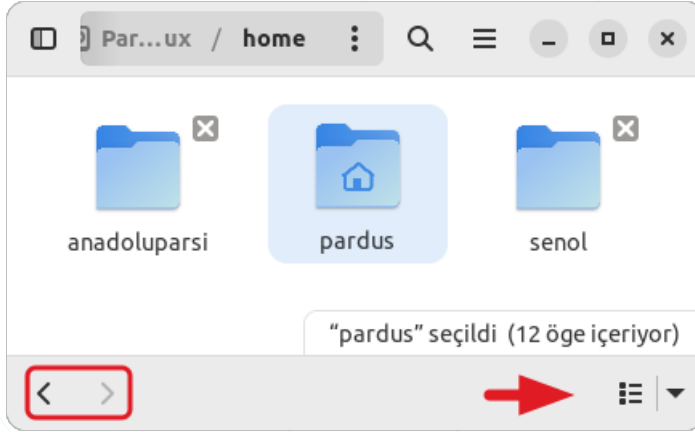 Par...ux / home
anadoluparsi
pardus
senol
“pardus” seçildi (12 öge içeriyor)